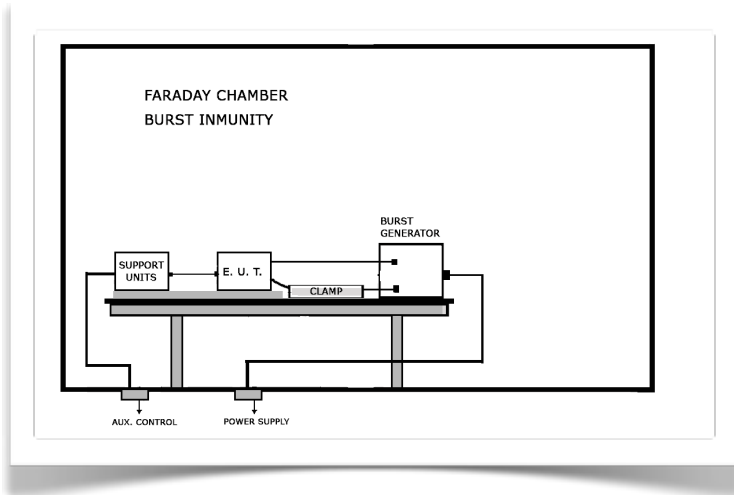 FARADAY CHAMBER
BURST INMUNITY
BURST
GENERATOR
SUPPORT
UNITS
E. U. T.
CLAMP
AUX. CONTROL
POWER SUPPLY